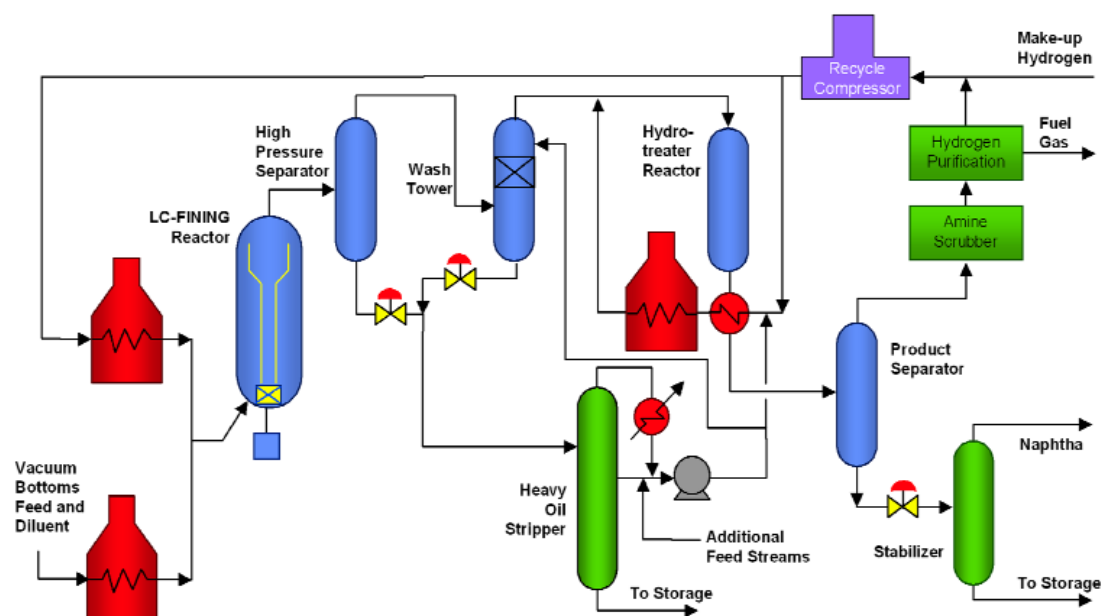 Make-up
Hydrogen
Recycle
Compressor
High
Pressure
Separator
Hydro-
treater
Reactor
Hydrogen
Purification
Fuel
Gas
Wash
Tower
LC-FINING
Reactor
Amine
Scrubber
Product
Separator
Vacuum
Bottoms
Feed and
Diluent
Naphtha
Heavy
Oil
Stripper
Additional
Feed Streams
Stabilizer
To Storage
To Storage